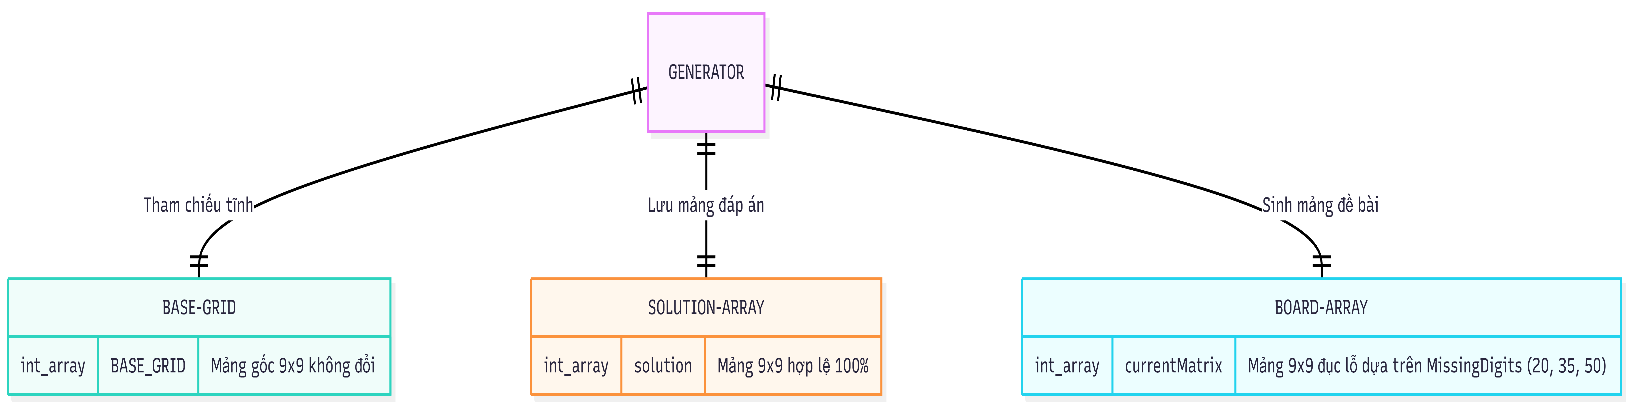 GENERATOR
Tham chiếu tĩnh
Lưu mảng đáp án
Sinh mảng đề bài
BASE-GRID
int_array BASE_GRID Mảng gốc 9x9 không đổi
SOLUTION-ARRAY
int_array solution Mảng 9x9 hợp lệ 100%
BOARD-ARRAY
int_array currentMatrix Mảng 9x9 đục lỗ dựa trên MissingDigits (20, 35, 50)